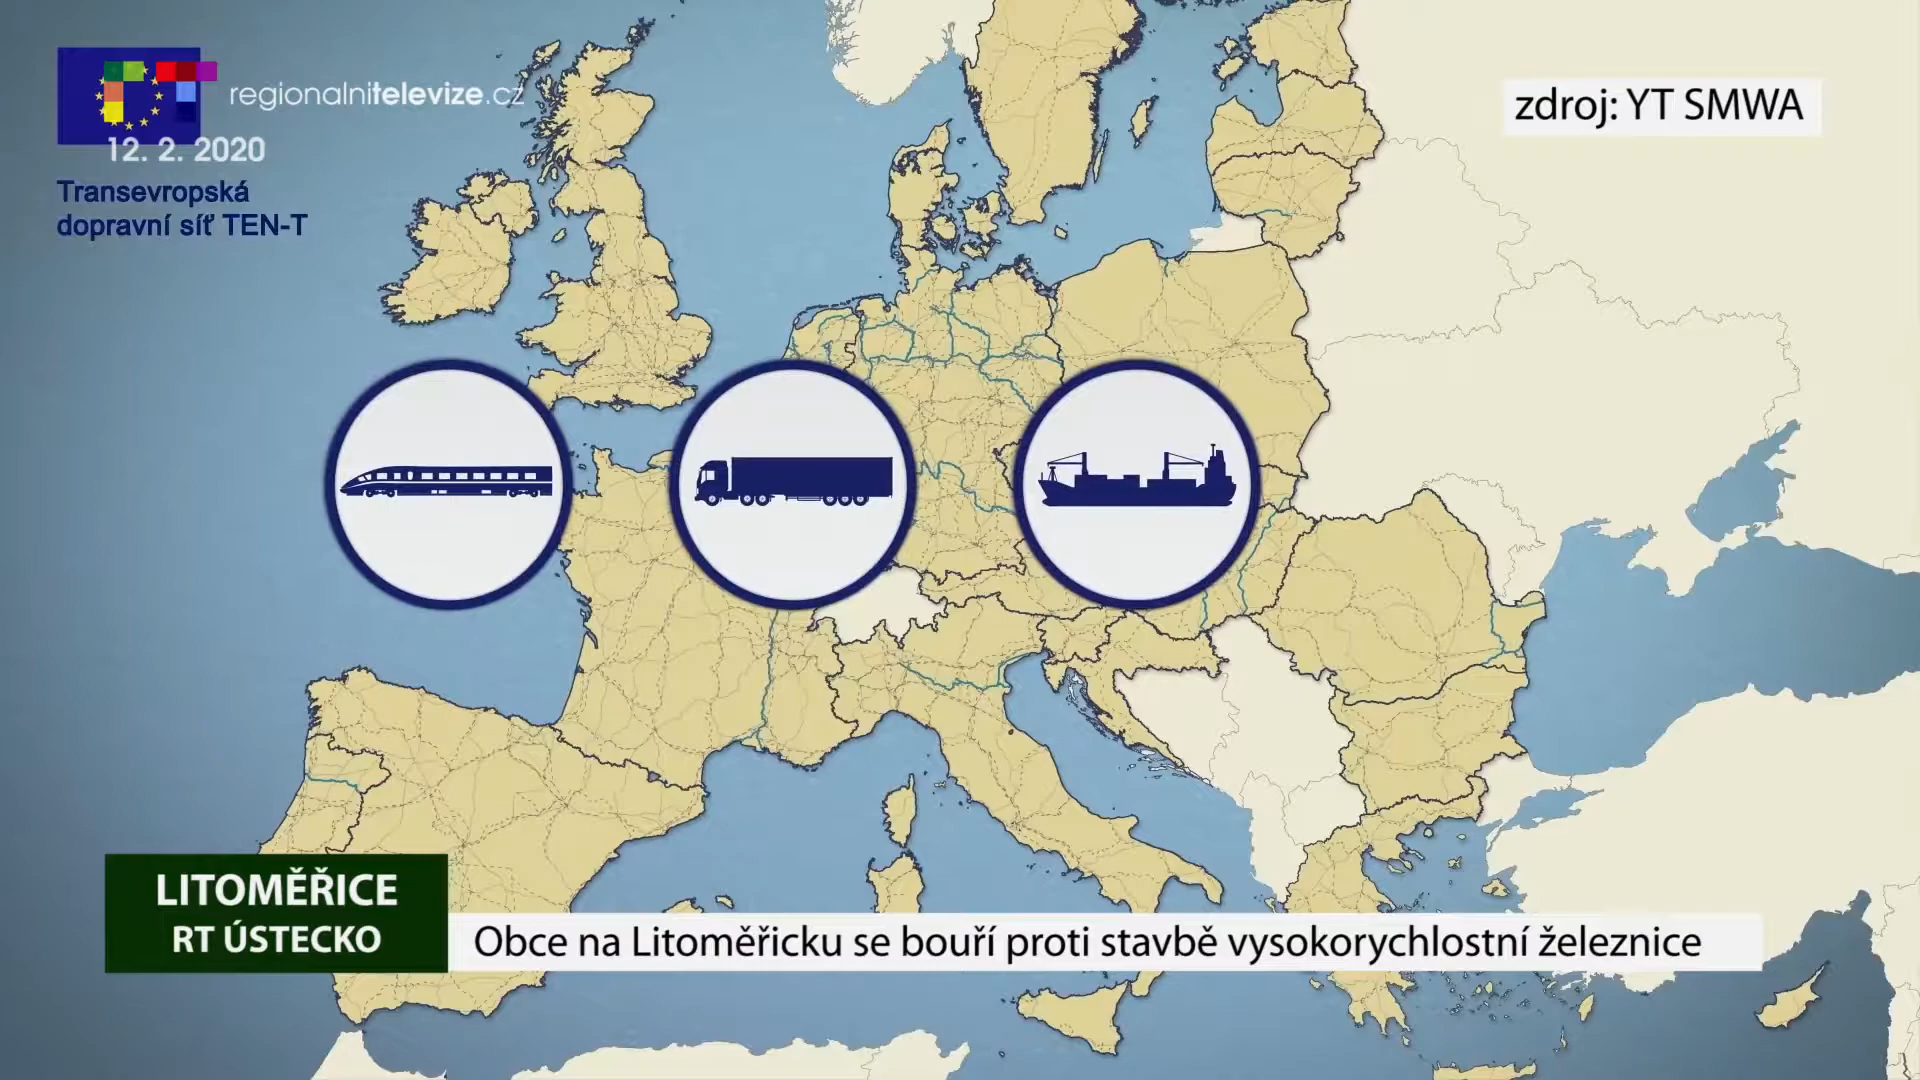 regionalnitelevize.cz
12. 2. 2020
Transevropská
dopravní síť TEN-T
zdroj: YT SMWA
LITOMĚŘICE
RT ÚSTECKO
Obce na Litoměřicku se bouří proti stavbě vysokorychlostní železnice